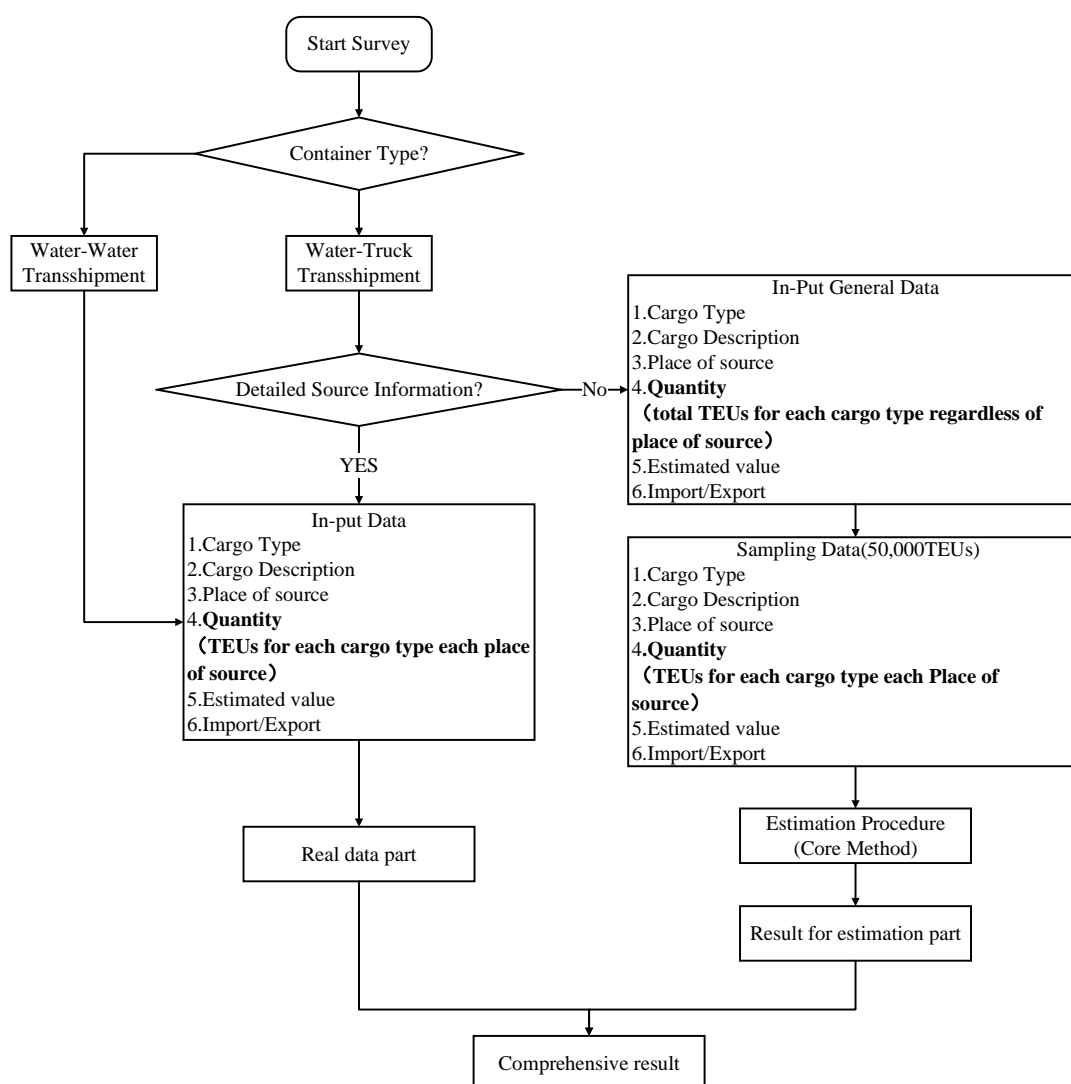 Start Survey
Container Type?
Water-Water
Transshipment
Water-Truck
Transshipment
Detailed Source Information?
No
YES
In-Put General Data
1.Cargo Type
2.Cargo Description
3.Place of source
4.Quantity
（total TEUs for each cargo type regardless of
place of source）
5.Estimated value
6.Import/Export
In-put Data
1.Cargo Type
2.Cargo Description
3.Place of source
4.Quantity
（TEUs for each cargo type each place
of source）
5.Estimated value
6.Import/Export
Sampling Data(50,000TEUs)
1.Cargo Type
2.Cargo Description
3.Place of source
4.Quantity
（TEUs for each cargo type each Place of
source）
5.Estimated value
6.Import/Export
Real data part
Estimation Procedure
(Core Method)
Result for estimation part
Comprehensive result